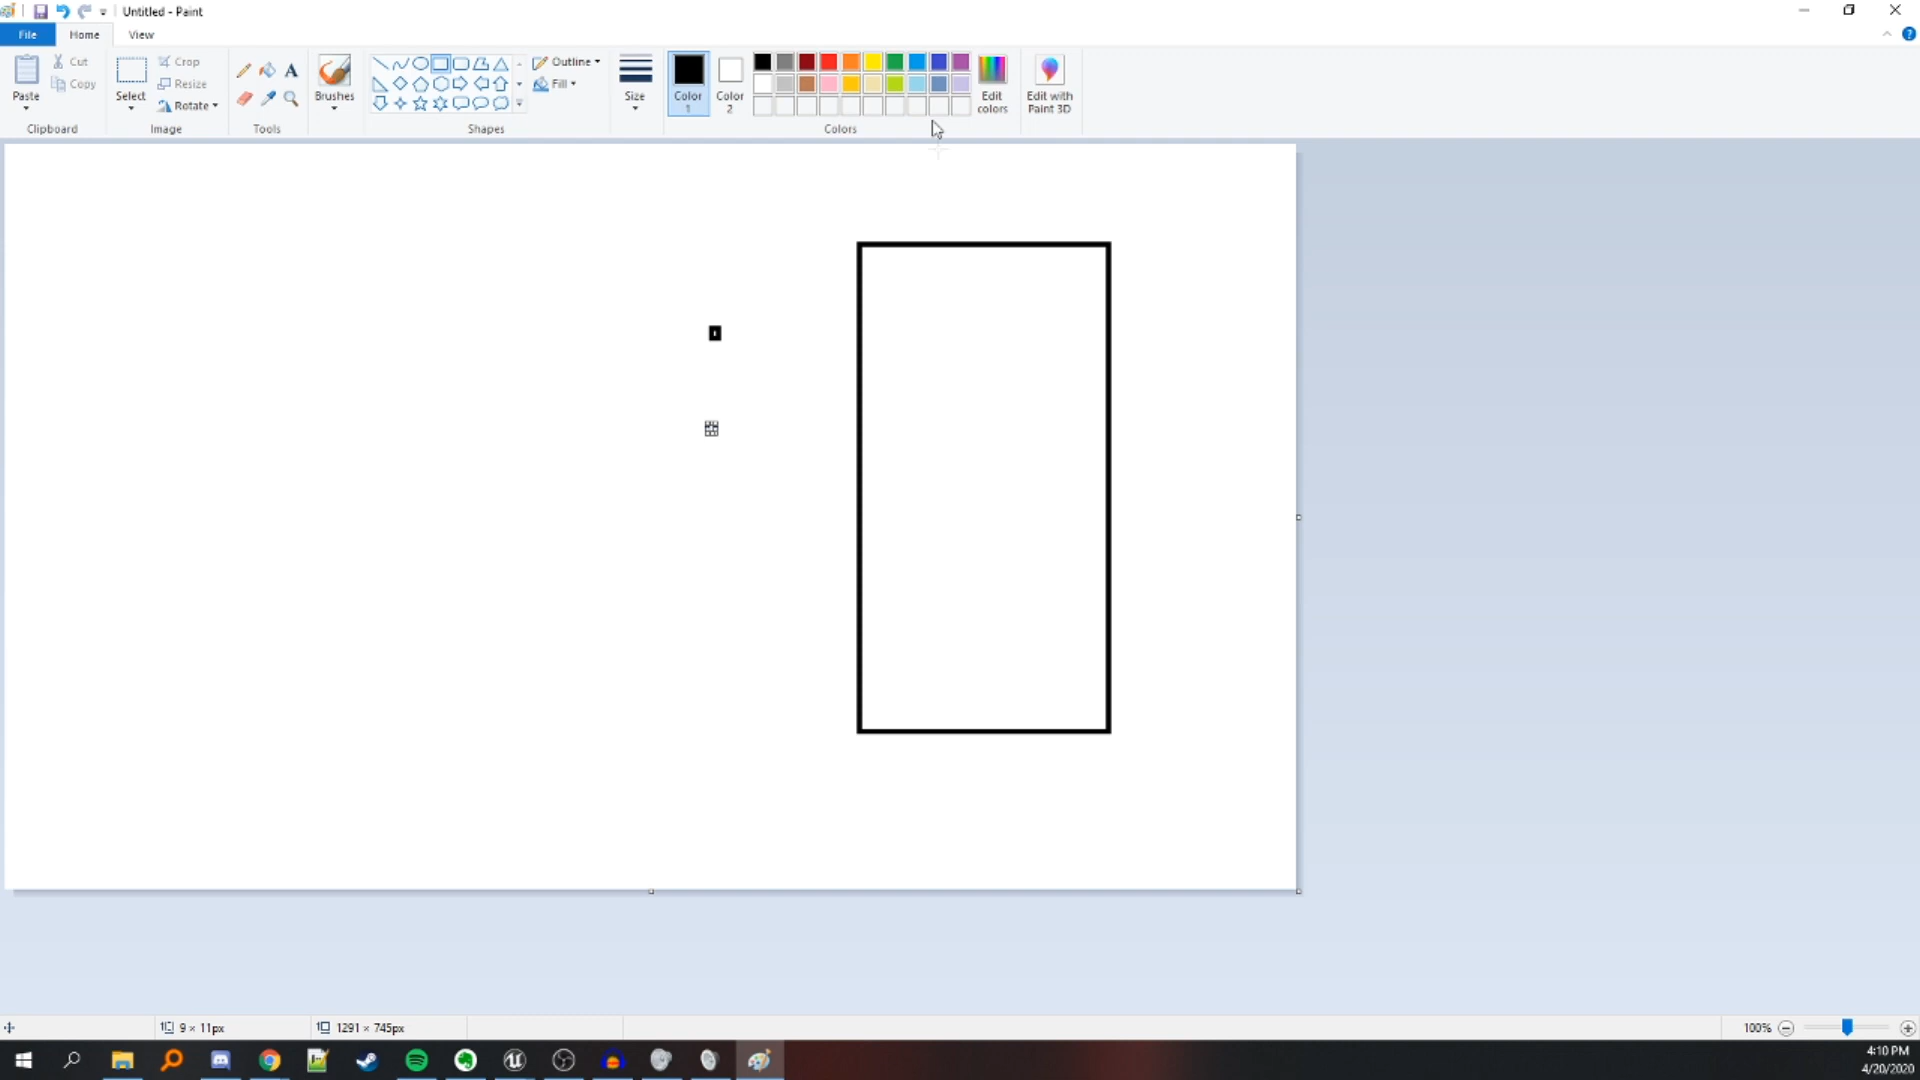 Untitled - Paint
File Home View
Paste
Cut
Copy
Clipboard
Select
Crop
Resize
Rotate
Image
A
Tools
Brushes
Shapes
Outline
Fill
Size
Color 1
Color 2
Colors
Edit colors
Edit with Paint 3D
9 × 11px
1291 × 745px
100%
4:10 PM
4/20/2020